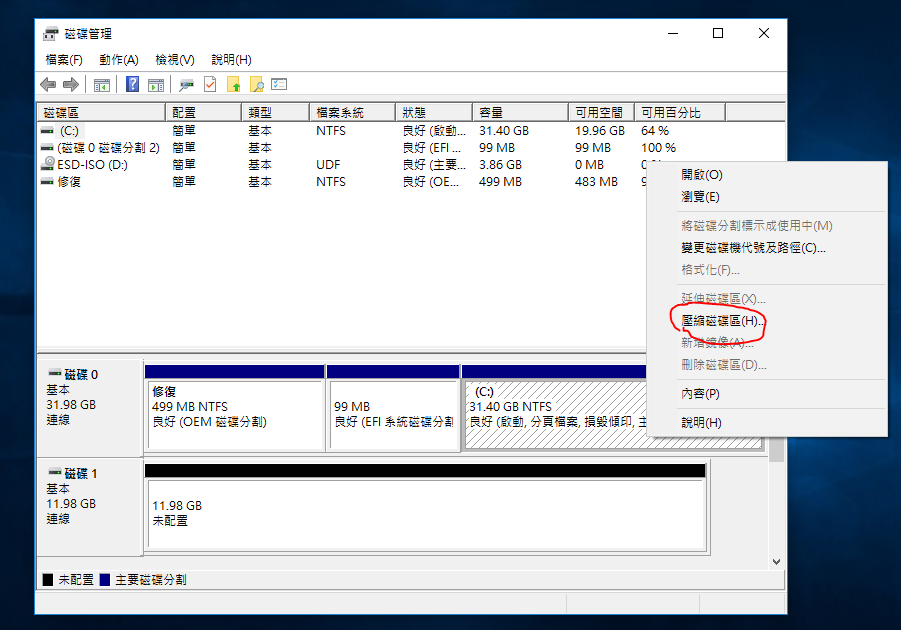 磁碟管理
檔案(F) 動作(A) 檢視(V) 說明(H)
磁碟區 配置 類型 檔案系統 狀態 容量 可用空間 可用百分比
(C:) 簡單 基本 NTFS 良好 (啟動... 31.40 GB 19.96 GB 64 %
(磁碟 0 磁碟分割 2) 簡單 基本 良好 (EFI ... 99 MB 99 MB 100 %
ESD-ISO (D:) 簡單 基本 UDF 良好 (主要... 3.86 GB 0 MB
修復 簡單 基本 NTFS 良好 (OE... 499 MB 483 MB
開啟(O)
瀏覽(E)
將磁碟分割標示成使用中(M)
變更磁碟機代號及路徑(C)...
格式化(F)...
延伸磁碟區(X)...
壓縮磁碟區(H)...
新增鏡像(A)...
刪除磁碟區(D)...
內容(P)
說明(H)
磁碟 0
基本
31.98 GB
連線
修復
499 MB NTFS
良好 (OEM 磁碟分割)
99 MB
良好 (EFI 系統磁碟分割
(C:)
31.40 GB NTFS
良好 (啟動, 分頁檔案, 損毀傾印, 主
磁碟 1
基本
11.98 GB
連線
11.98 GB
未配置
未配置 主要磁碟分割